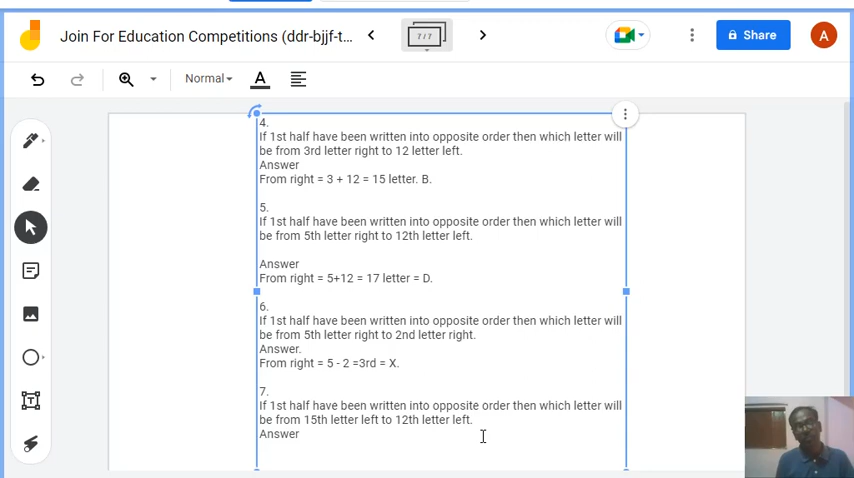 Join For Education Competitions (ddr-bjjf-t...
7 / 7
Share
A
Normal
A
4.
If 1st half have been written into opposite order then which letter will
be from 3rd letter right to 12 letter left.
Answer
From right = 3 + 12 = 15 letter. B.
5.
If 1st half have been written into opposite order then which letter will
be from 5th letter right to 12th letter left.
Answer
From right = 5+12 = 17 letter = D.
6.
If 1st half have been written into opposite order then which letter will
be from 5th letter right to 2nd letter right.
Answer.
From right = 5 - 2 =3rd = X.
7.
If 1st half have been written into opposite order then which letter will
be from 15th letter left to 12th letter left.
Answer